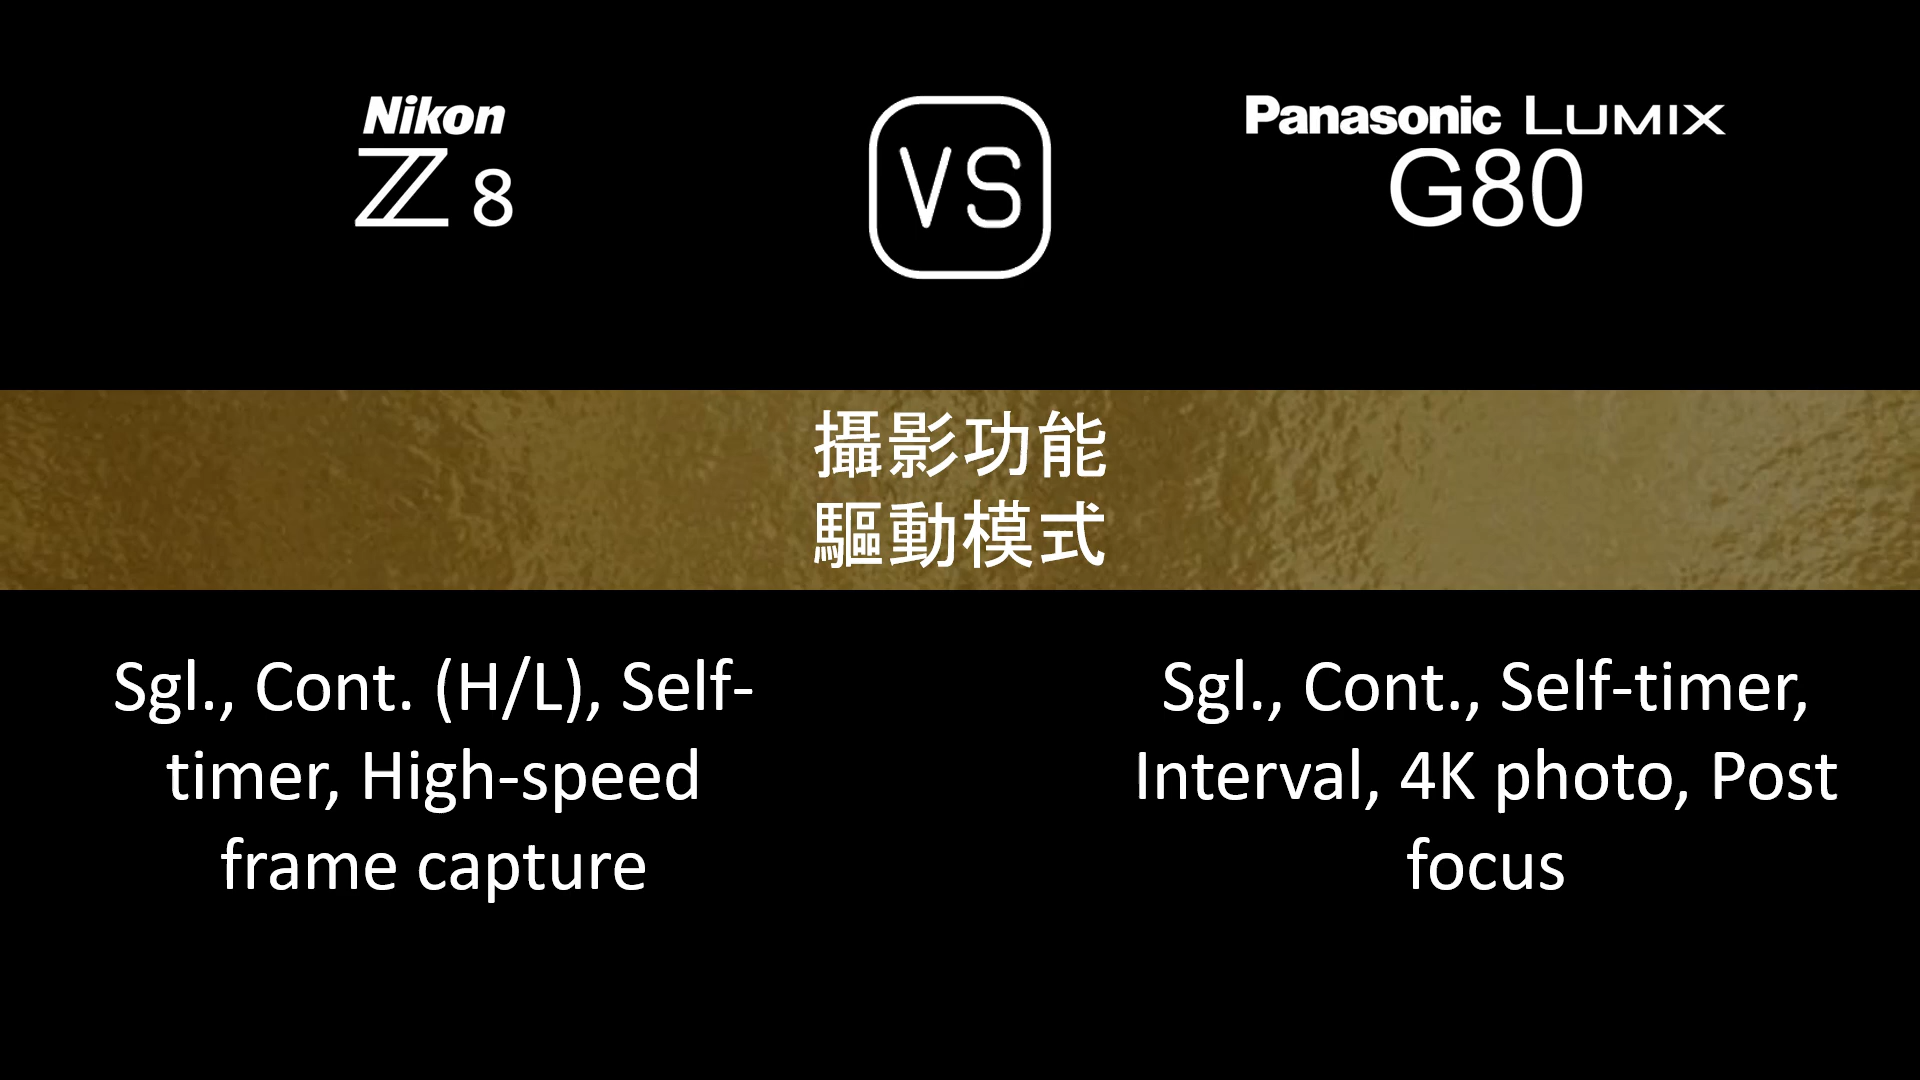 Nikon
Z 8
VS
Panasonic LUMIX
G80
攝影功能
驅動模式
Sgl., Cont. (H/L), Self-
timer, High-speed
frame capture
Sgl., Cont., Self-timer,
Interval, 4K photo, Post
focus